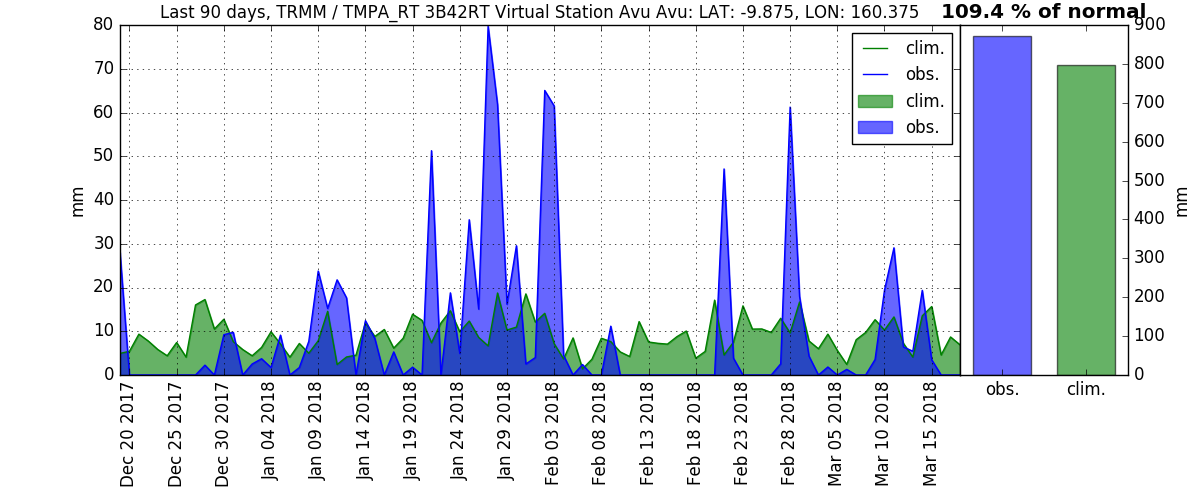 Last 90 days, TRMM / TMPA_RT 3B42RT Virtual Station Avu Avu: LAT: -9.875, LON: 160.375
109.4 % of normal
80
70
60
50
40
30
20
10
0
mm
clim.
obs.
clim.
obs.
Dec 20 2017
Dec 25 2017
Dec 30 2017
Jan 04 2018
Jan 09 2018
Jan 14 2018
Jan 19 2018
Jan 24 2018
Jan 29 2018
Feb 03 2018
Feb 08 2018
Feb 13 2018
Feb 18 2018
Feb 23 2018
Feb 28 2018
Mar 05 2018
Mar 10 2018
Mar 15 2018
900
800
700
600
500
400
300
200
100
0
mm
obs.
clim.